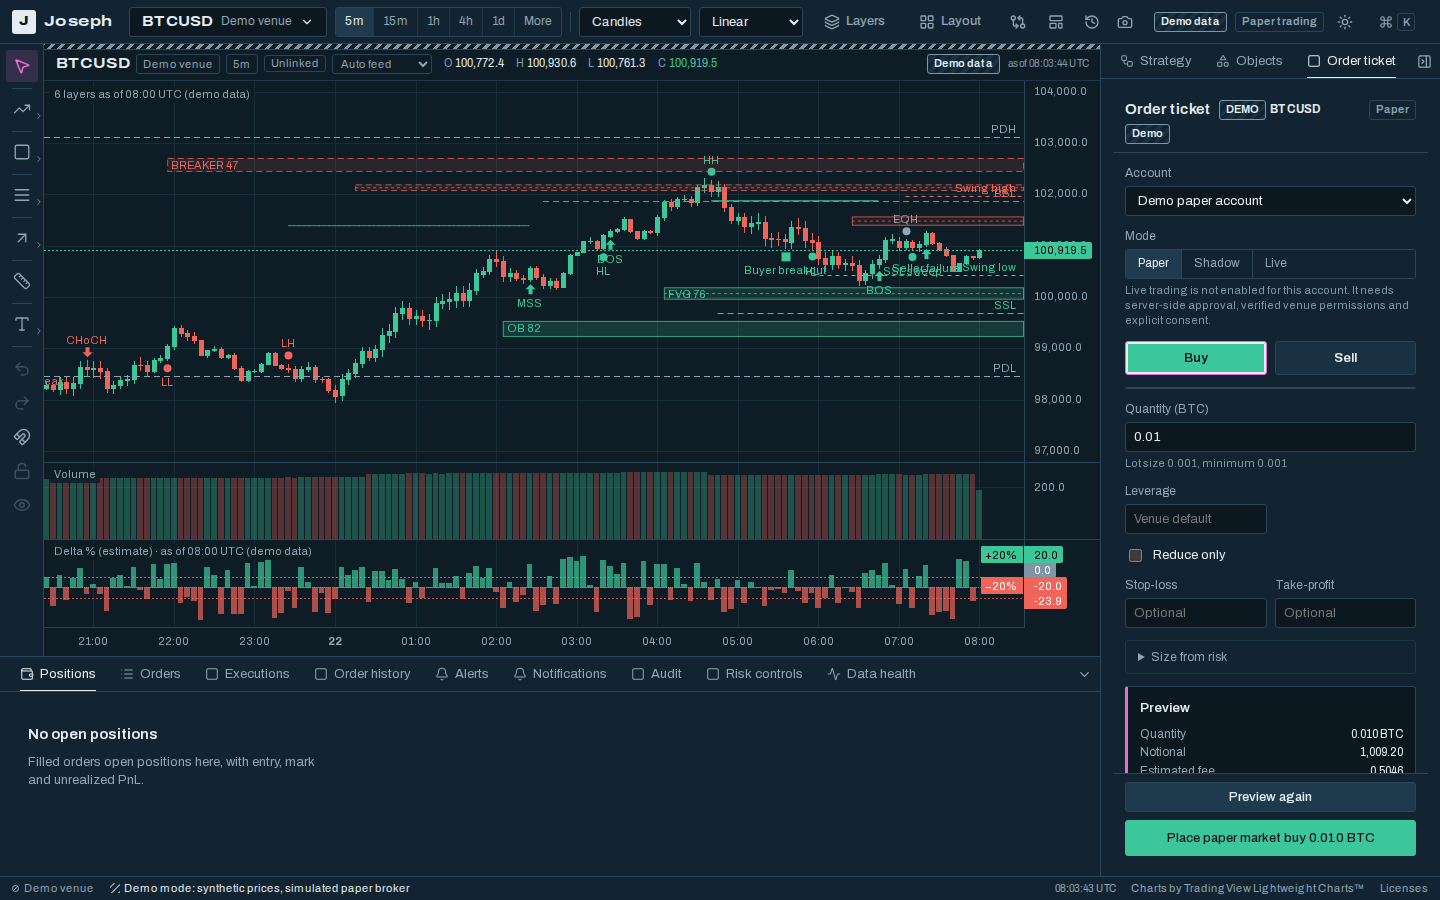 J Joseph
BTCUSD Demo venue
5m 15m 1h 4h 1d More
Candles
Linear
Layers
Layout
Demo data
Paper trading
⌘ K
BTCUSD Demo venue 5m Unlinked Auto feed O 100,772.4 H 100,930.6 L 100,761.3 C 100,919.5
Demo data as of 08:03:44 UTC
6 layers as of 08:00 UTC (demo data)
104,000.0
PDH
103,000.0
BREAKER 47
HH
102,000.0
Swing high
BSL
EQH
100,919.5
BOS
HL
Buyer breakout
Seller failure
Swing low
MSS
BOS
FVG 76
100,000.0
SSL
OB 82
CHoCH
LH
99,000.0
LL
PDL
98,000.0
97,000.0
Volume
200.0
Delta % (estimate) · as of 08:00 UTC (demo data)
+20% 20.0
0.0
−20% -20.0
-23.9
21:00 22:00 23:00 22 01:00 02:00 03:00 04:00 05:00 06:00 07:00 08:00
Positions Orders Executions Order history Alerts Notifications Audit Risk controls Data health
No open positions
Filled orders open positions here, with entry, mark
and unrealized PnL.
Strategy Objects Order ticket
Order ticket DEMO BTCUSD Paper
Demo
Account
Demo paper account
Mode
Paper Shadow Live
Live trading is not enabled for this account. It needs
server-side approval, verified venue permissions and
explicit consent.
Buy Sell
Quantity (BTC)
0.01
Lot size 0.001, minimum 0.001
Leverage
Venue default
Reduce only
Stop-loss Take-profit
Optional Optional
Size from risk
Preview
Quantity 0.010 BTC
Notional 1,009.20
Estimated fee 0.5046
Preview again
Place paper market buy 0.010 BTC
Demo venue Demo mode: synthetic prices, simulated paper broker
08:03:43 UTC Charts by TradingView Lightweight Charts™ Licenses